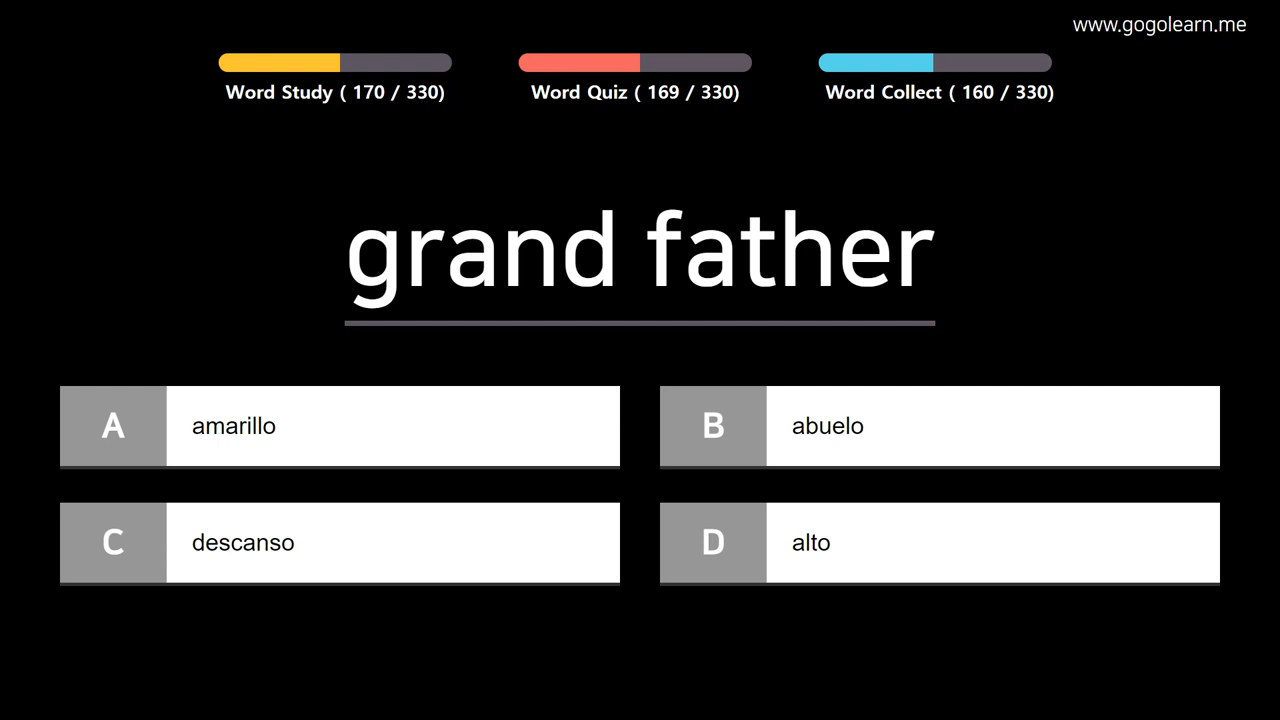 www.gogolearn.me
Word Study ( 170 / 330)
Word Quiz ( 169 / 330)
Word Collect ( 160 / 330)
grand father
A
amarillo
B
abuelo
C
descanso
D
alto